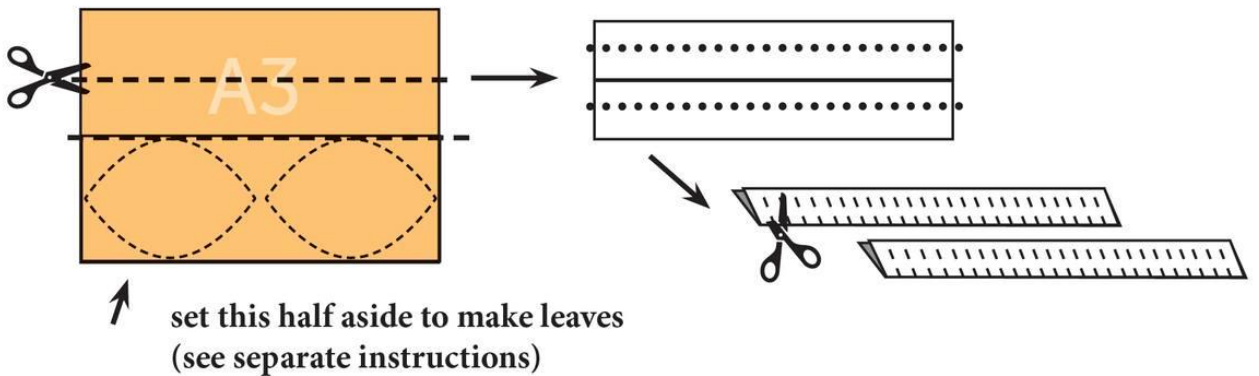 A3
set this half aside to make leaves
(see separate instructions)